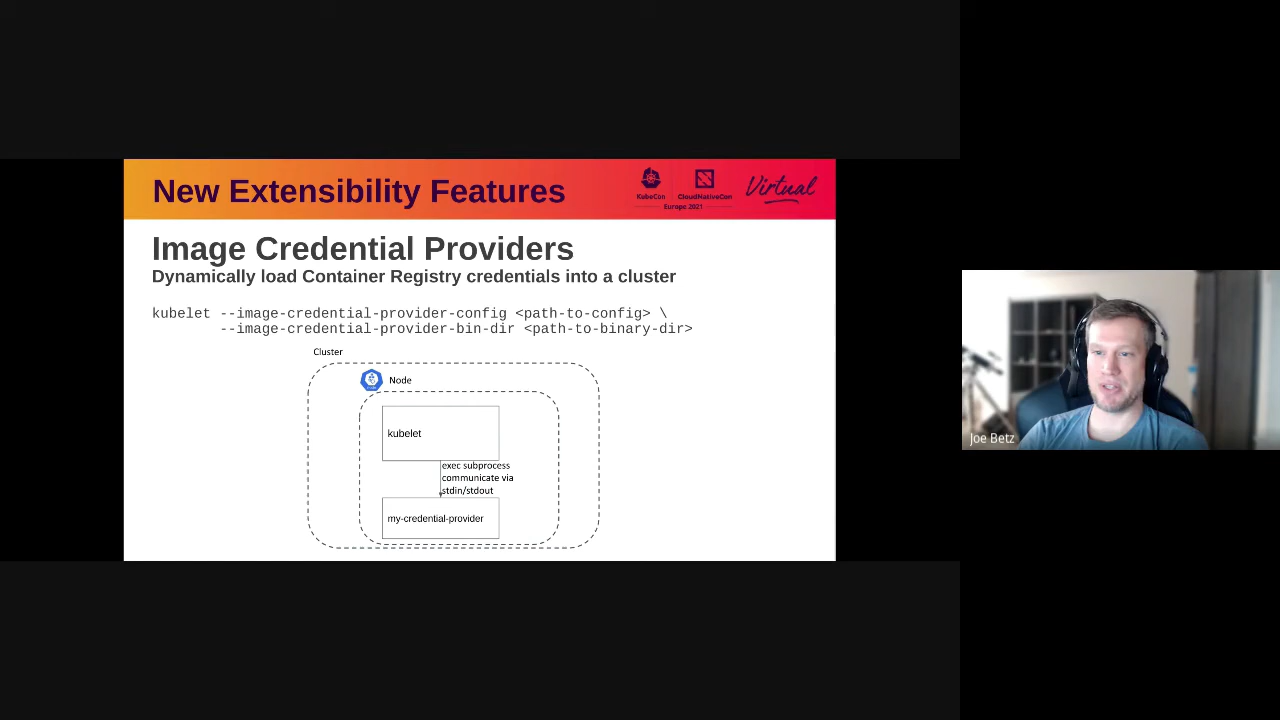 New Extensibility Features
KubeCon
CloudNativeCon
Europe 2021
Virtual
Image Credential Providers
Dynamically load Container Registry credentials into a cluster
kubelet --image-credential-provider-config <path-to-config> \
--image-credential-provider-bin-dir <path-to-binary-dir>
Cluster
Node
kubelet
exec subprocess
communicate via
stdin/stdout
my-credential-provider
Joe Betz